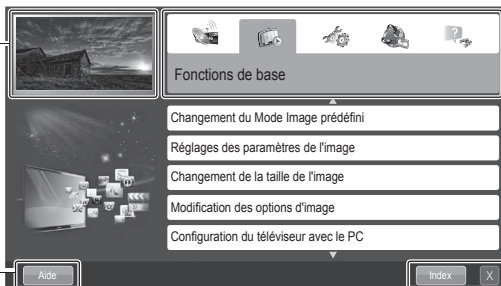 Fonctions de base
Changement du Mode Image prédéfini
Réglages des paramètres de l'image
Changement de la taille de l'image
Modification des options d'image
Configuration du téléviseur avec le PC
Aide
Index
X